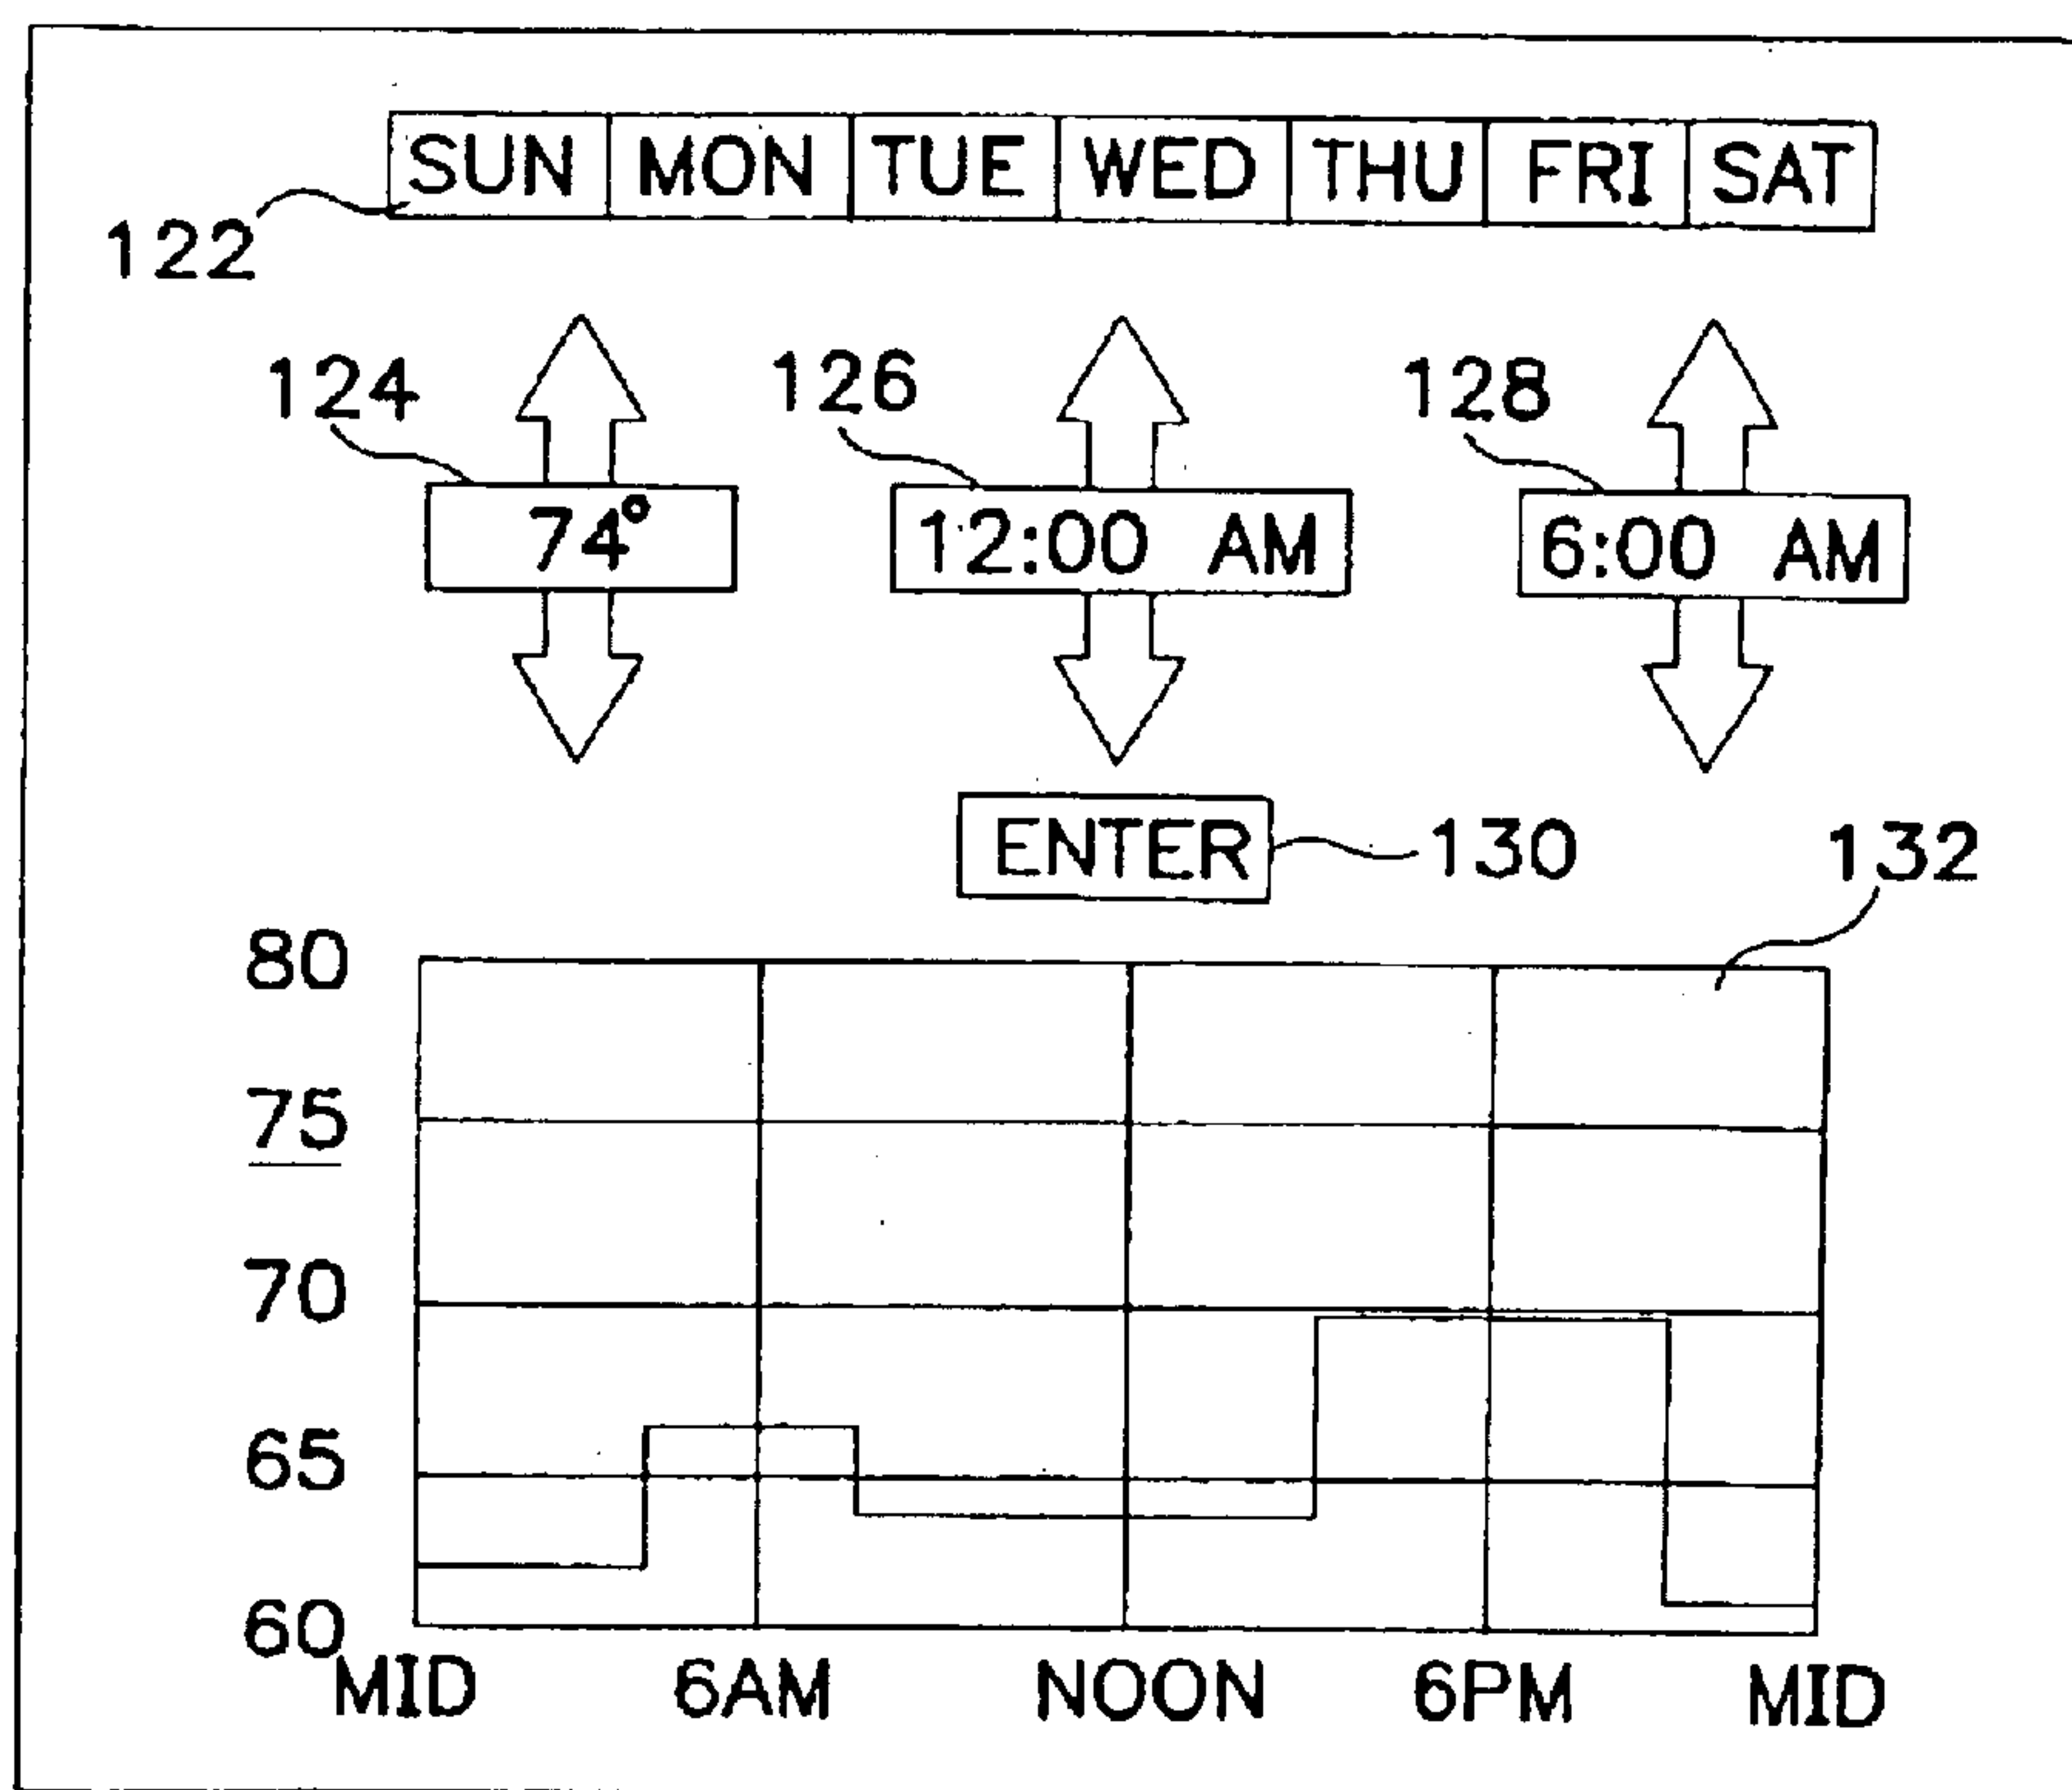 SUN MON TUE WED THU FRI SAT
122
124 126 128
74° 12:00 AM 6:00 AM
ENTER 130
132
80
75
70
65
60
MID 6AM NOON 6PM MID